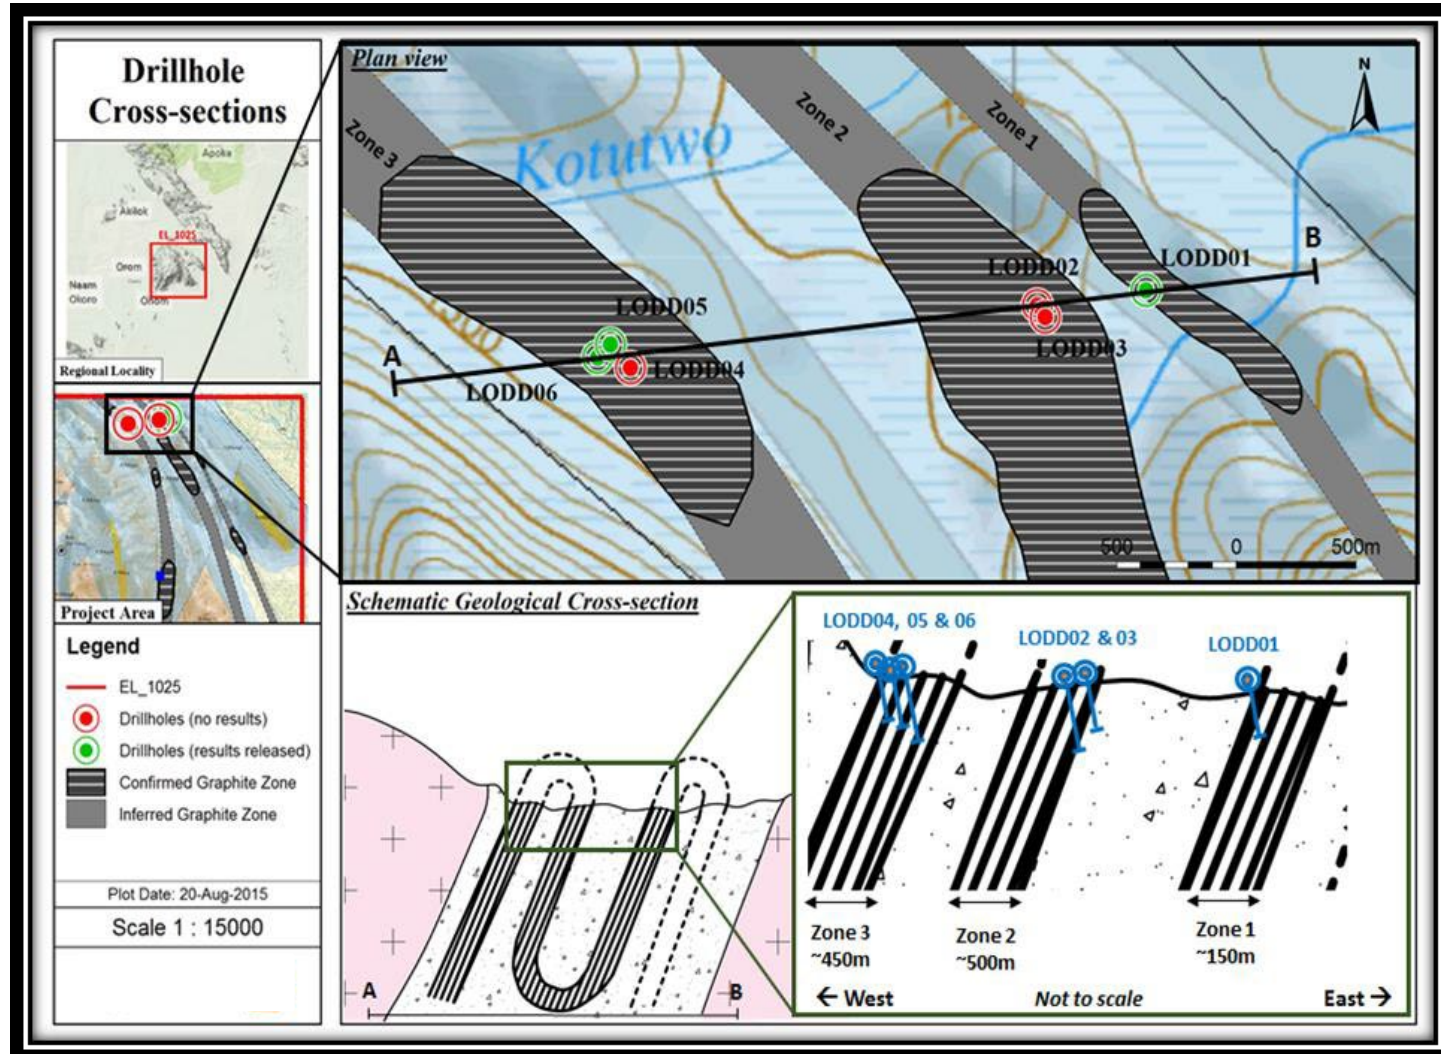 Drillhole
Cross-sections
Apoka
Akilok
EL_1025
Orom
Naam
Okoro
Onom
Regional Locality
Project Area
Legend
EL_1025
Drillholes (no results)
Drillholes (results released)
Confirmed Graphite Zone
Inferred Graphite Zone
Plot Date: 20-Aug-2015
Scale 1 : 15000
Plan view
N
Zone 3
Zone 2
Zone 1
Kotutwo
1300
B
LODD01
LODD02
LODD05
LODD03
A
LODD04
LODD06
500 0 500m
Schematic Geological Cross-section
A B
LODD04, 05 & 06
LODD02 & 03
LODD01
Zone 3
~450m
Zone 2
~500m
Zone 1
~150m
← West
Not to scale
East →